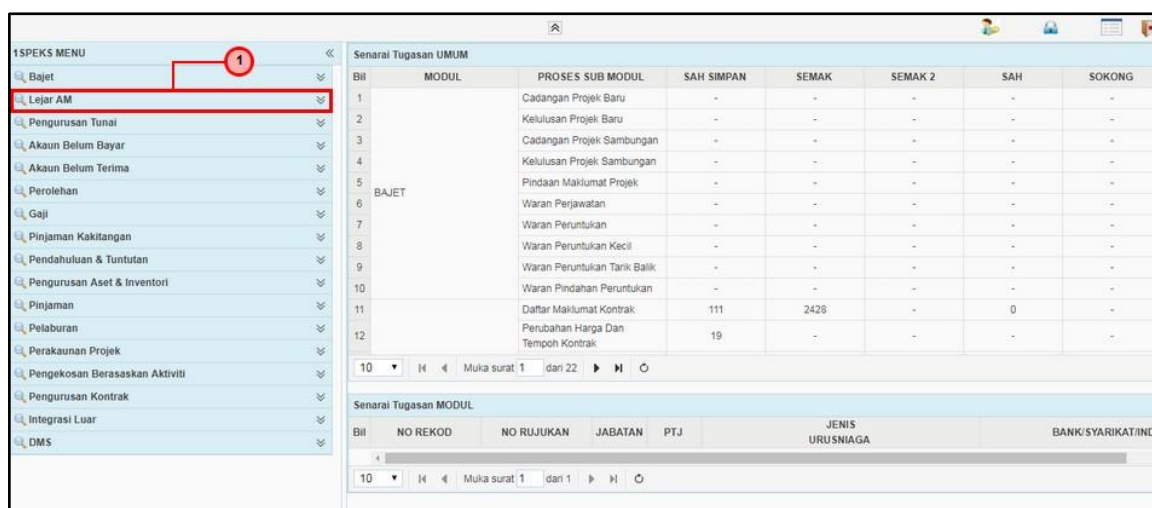 1SPEKS MENU
1
Bajet
Lejar AM
Pengurusan Tunai
Akaun Belum Bayar
Akaun Belum Terima
Perolehan
Gaji
Pinjaman Kakitangan
Pendahuluan & Tuntutan
Pengurusan Aset & Inventori
Pinjaman
Pelaburan
Perakaunan Projek
Pengekosan Berasaskan Aktiviti
Pengurusan Kontrak
Integrasi Luar
DMS
Senarai Tugasan UMUM
Bil MODUL PROSES SUB MODUL SAH SIMPAN SEMAK SEMAK 2 SAH SOKONG
1 Cadangan Projek Baru - - - - -
2 Kelulusan Projek Baru - - - - -
3 Cadangan Projek Sambungan - - - - -
4 Kelulusan Projek Sambungan - - - - -
5 Pindaan Maklumat Projek - - - - -
BAJET
6 Waran Perjawatan - - - - -
7 Waran Peruntukan - - - - -
8 Waran Peruntukan Kecil - - - - -
9 Waran Peruntukan Tarik Balik - - - - -
10 Waran Pindahan Peruntukan - - - - -
11 Daftar Maklumat Kontrak 111 2428 - 0 -
12 Perubahan Harga Dan 19 - - - -
Tempoh Kontrak
10 Muka surat 1 dari 22
Senarai Tugasan MODUL
Bil NO REKOD NO RUJUKAN JABATAN PTJ JENIS
URUSNIAGA BANK/SYARIKAT/IND
10 Muka surat 1 dari 1